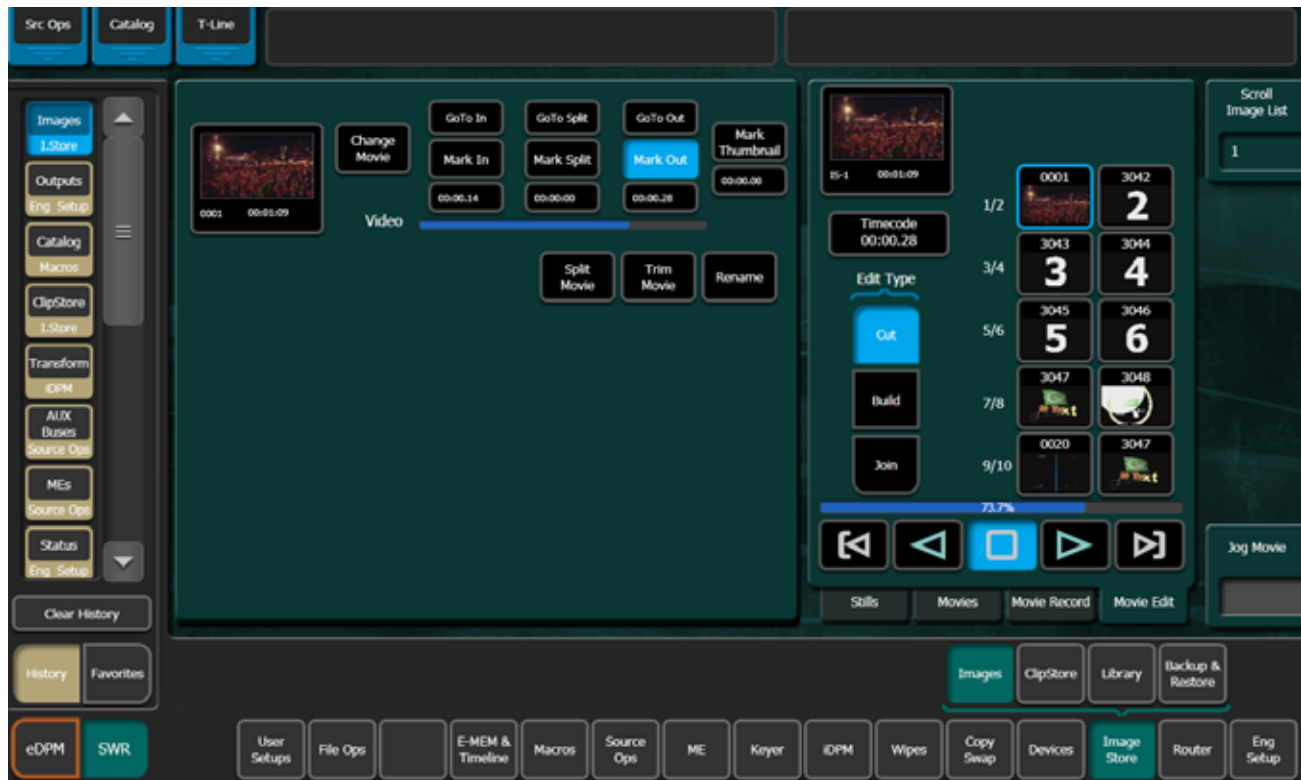 Src Ops
Catalog
T-Line
Images
I.Store
Outputs
Eng Setup
Catalog
Macros
ClipStore
I.Store
Transform
iDPM
AUX
Buses
Source Ops
MEs
Source Ops
Status
Eng Setup
Clear History
History
Favorites
eDPM
SWR
0001 00:01:09
Change
Movie
GoTo In
GoTo Split
GoTo Out
Mark In
Mark Split
Mark Out
Mark
Thumbnail
00:00.14
00:00:00
00:00.28
00:00.00
Video
Split
Movie
Trim
Movie
Rename
IS-1 00:01:09
Timecode
00:00.28
Edit Type
Cut
Build
Join
1/2
0001
3042
2
3/4
3043
3
3044
4
5/6
3045
5
3046
6
7/8
3047
3048
9/10
0020
3047
73.7%
Stills
Movies
Movie Record
Movie Edit
Scroll
Image List
1
Jog Movie
Images
ClipStore
Library
Backup &
Restore
User
Setups
File Ops
E-MEM &
Timeline
Macros
Source
Ops
ME
Keyer
iDPM
Wipes
Copy
Swap
Devices
Image
Store
Router
Eng
Setup